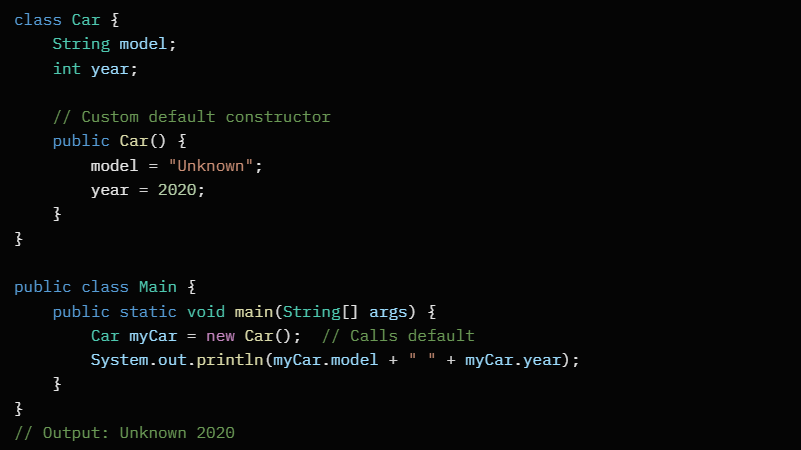 class Car {
    String model;
    int year;

    // Custom default constructor
    public Car() {
        model = "Unknown";
        year = 2020;
    }
}

public class Main {
    public static void main(String[] args) {
        Car myCar = new Car();  // Calls default
        System.out.println(myCar.model + " " + myCar.year);
    }
}
// Output: Unknown 2020